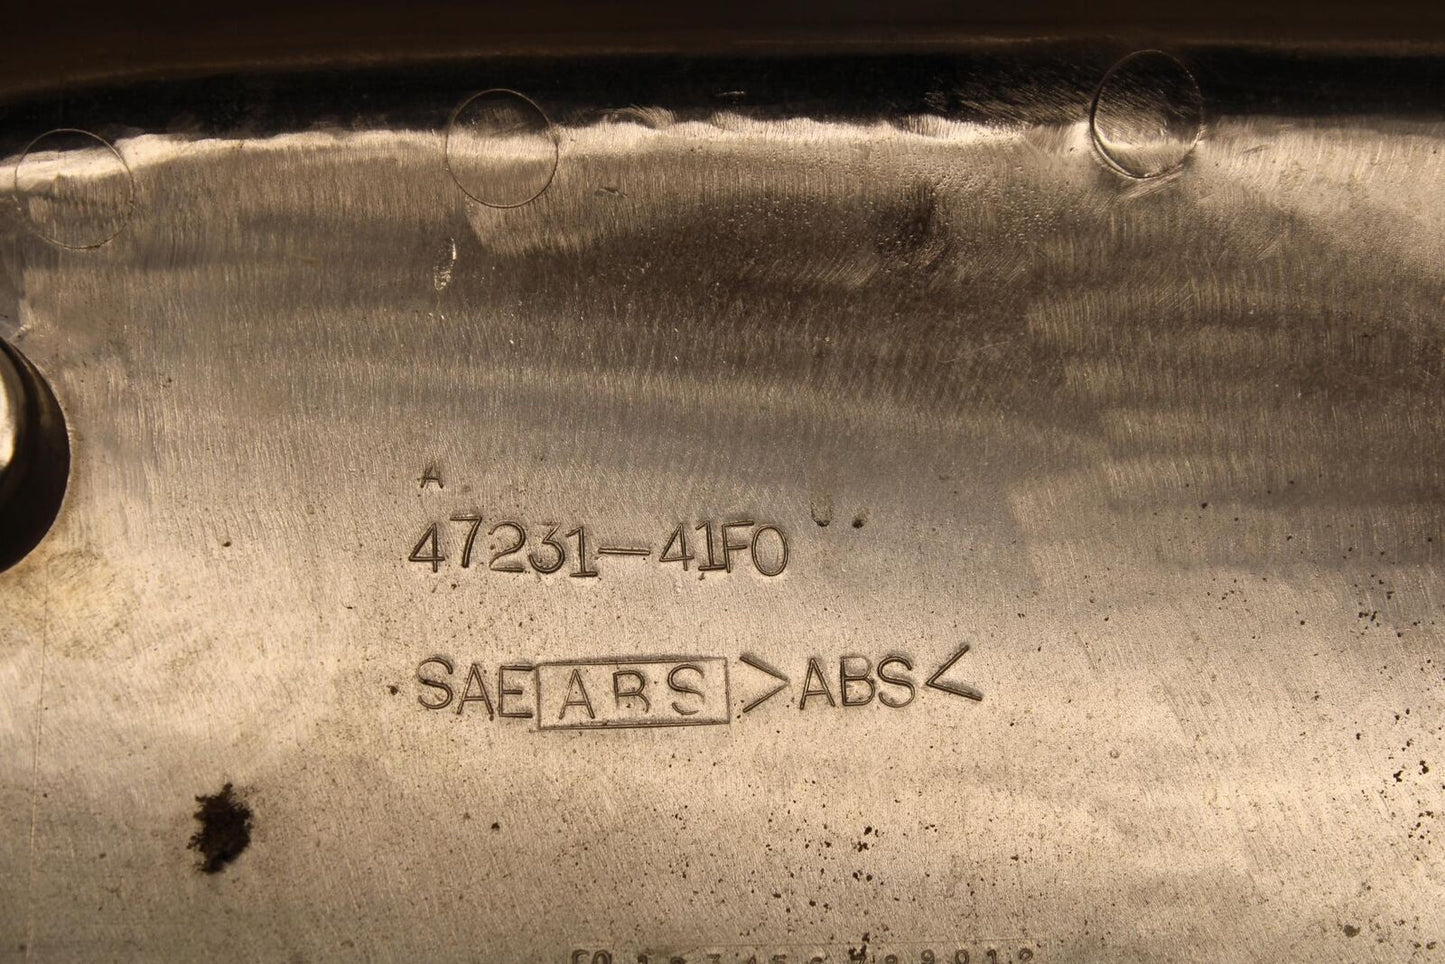 A
47231-41F0
SAE ABS >ABS<